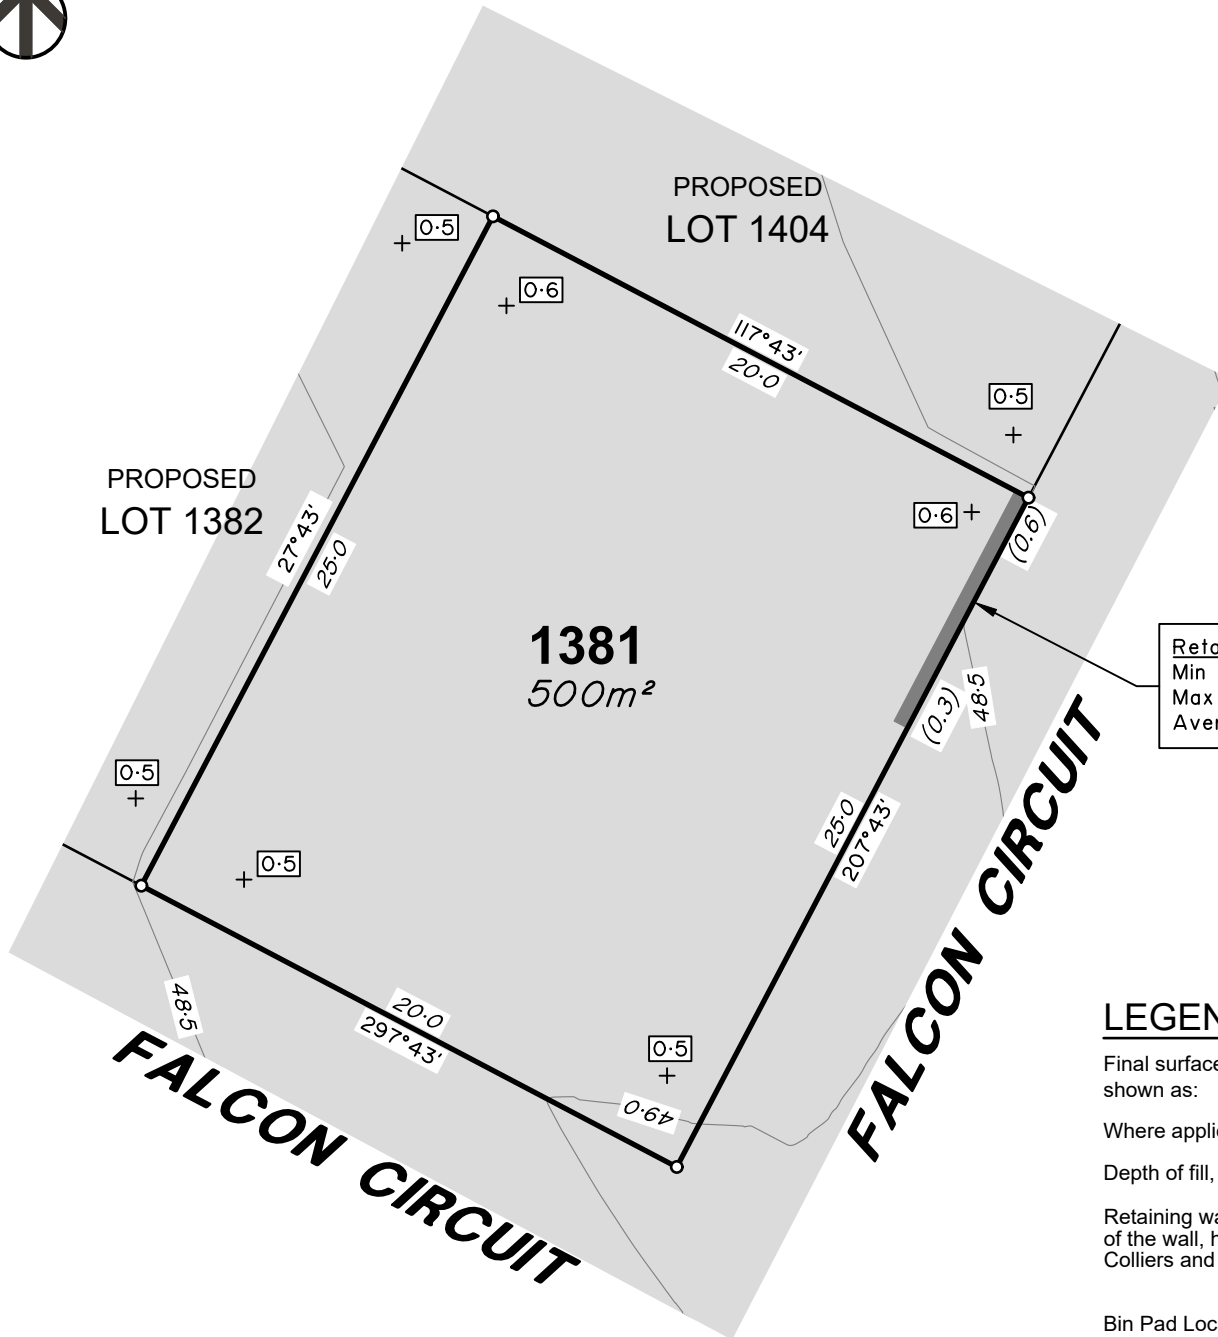 PROPOSED
LOT 1404
0·5
0·6
117°43'
20·0
0·5
0·6
(0.6)
PROPOSED
LOT 1382
27°43'
25·0
1381
500m²
Min
Max
(0.3)
48·5
25·0
207°43'
FALCON CIRCUIT
0·5
0·5
48·5
20·0
297°43'
FALCON CIRCUIT
0·5
49·0
Final surface
shown as:
Where
Depth of fill,
Retaining
of the wall,
Colliers and
Bin Pad